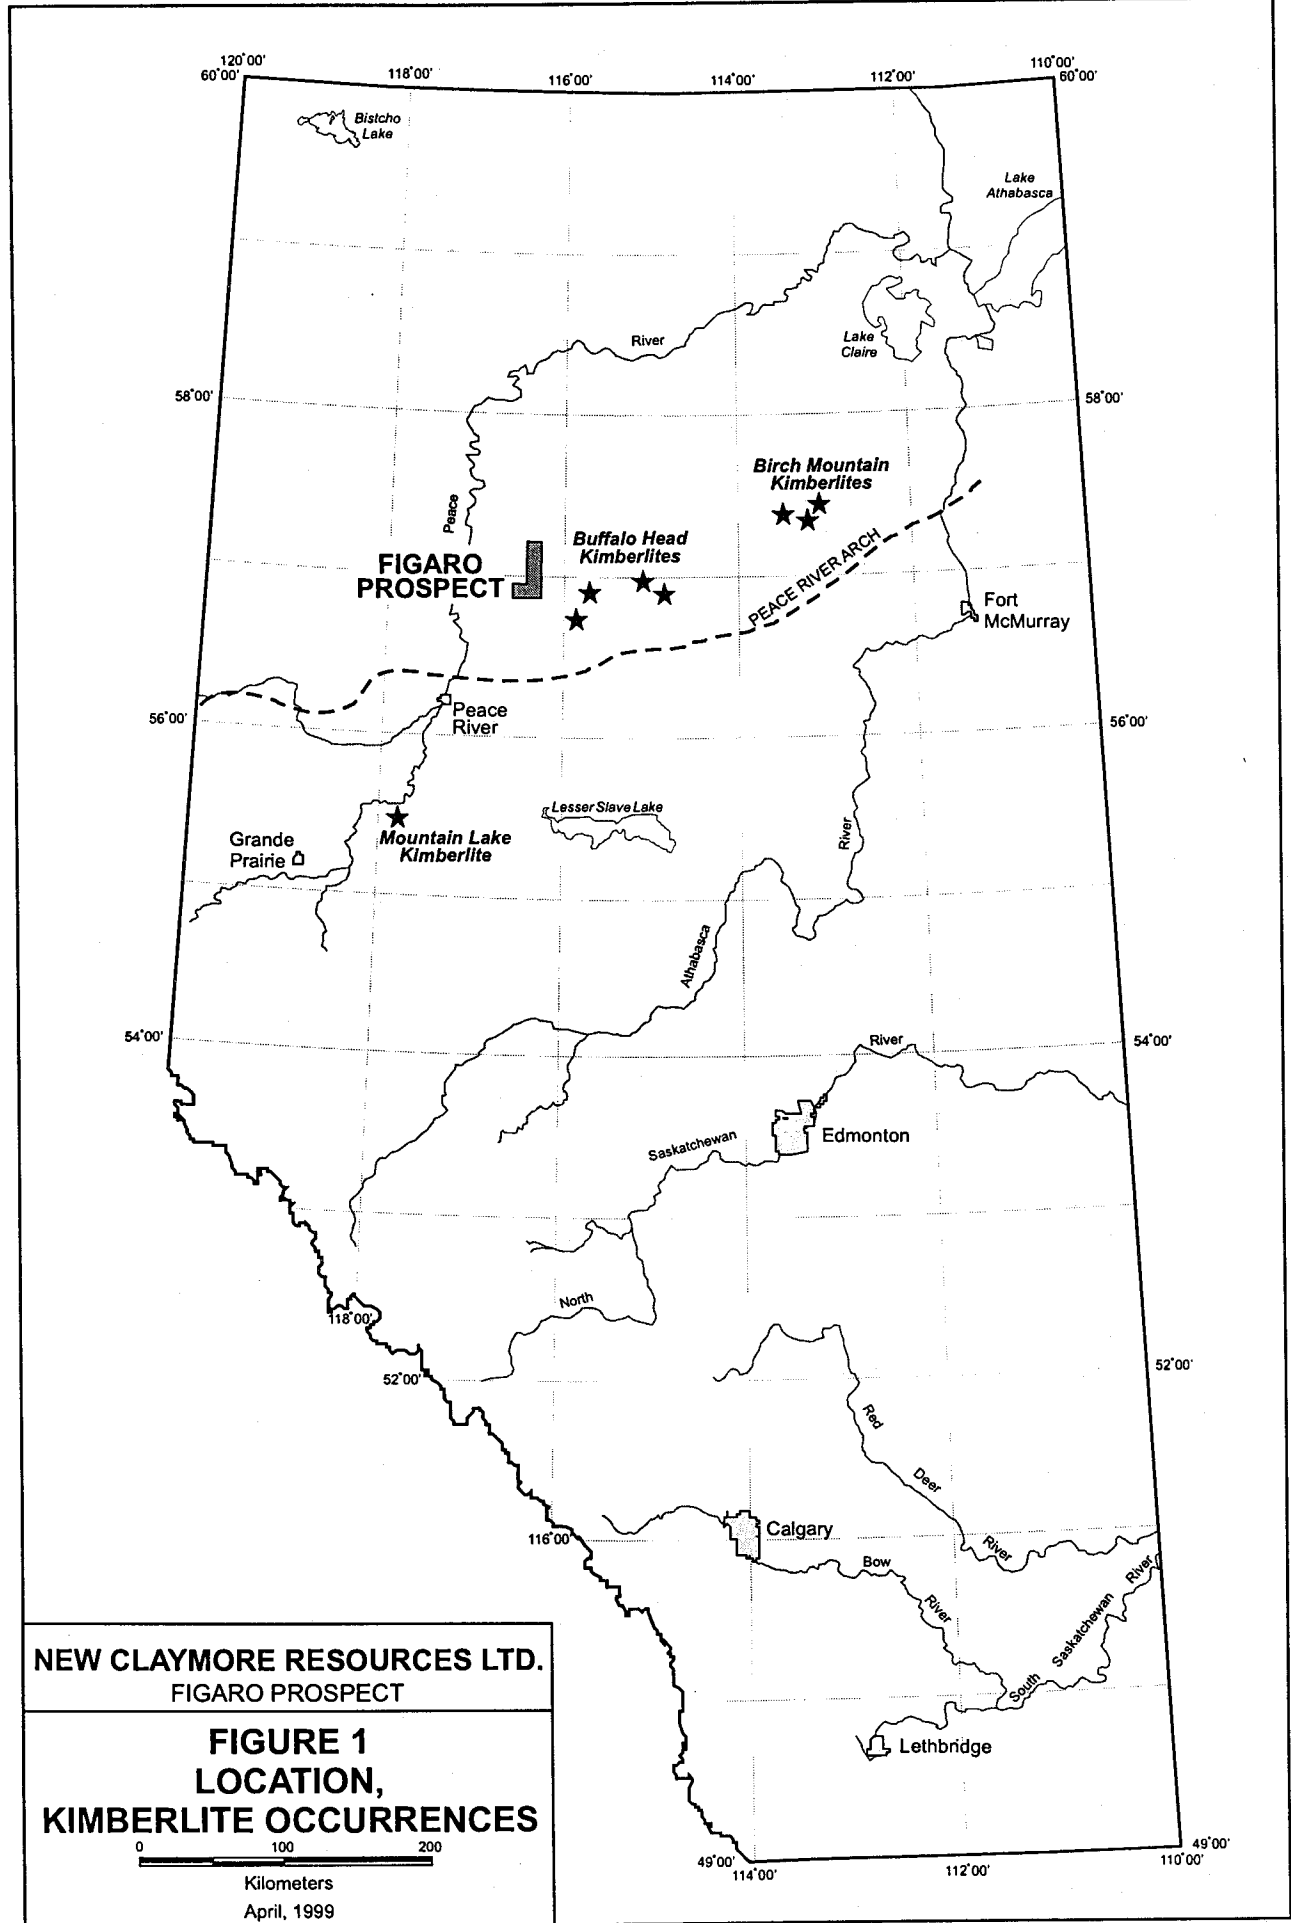 120°00'
60°00'
118°00'
116°00'
114°00'
112°00'
110°00'
60°00'
Bistcho
Lake
Lake
Athabasca
River
Lake
Claire
58°00'
58°00'
Birch Mountain
Kimberlites
Peace
Buffalo Head
Kimberlites
FIGARO
PROSPECT
PEACE RIVER ARCH
Fort
McMurray
56°00'
Peace
River
56°00'
Lesser Slave Lake
Grande
Prairie
Mountain Lake
Kimberlite
River
Athabasca
54°00'
River
54°00'
Edmonton
Saskatchewan
North
118°00'
52°00'
52°00'
Red
Deer
Calgary
River
116°00'
Bow
River
River
Saskatchewan
South
Lethbridge
NEW CLAYMORE RESOURCES LTD.
FIGARO PROSPECT
FIGURE 1
LOCATION,
KIMBERLITE OCCURRENCES
0 100 200
Kilometers
April, 1999
49°00'
114°00'
112°00'
49°00'
110°00'